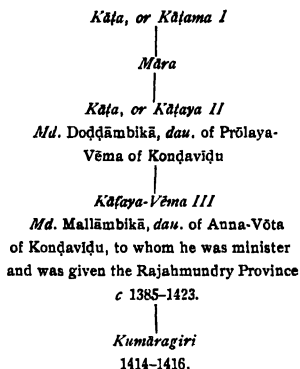 Kāṭa, or Kāṭama I
Māra
Kāṭa, or Kāṭaya II
Md. Doḍḍāmbikā, dau. of Prōlaya-
Vēma of Konḍavīḍu
Kāṭaya-Vēma III
Md. Mallāmbikā, dau. of Anna-Vōta
of Konḍavīḍu, to whom he was minister
and was given the Rajahmundry Province
c 1385–1423.
Kumāragiri
1414–1416.